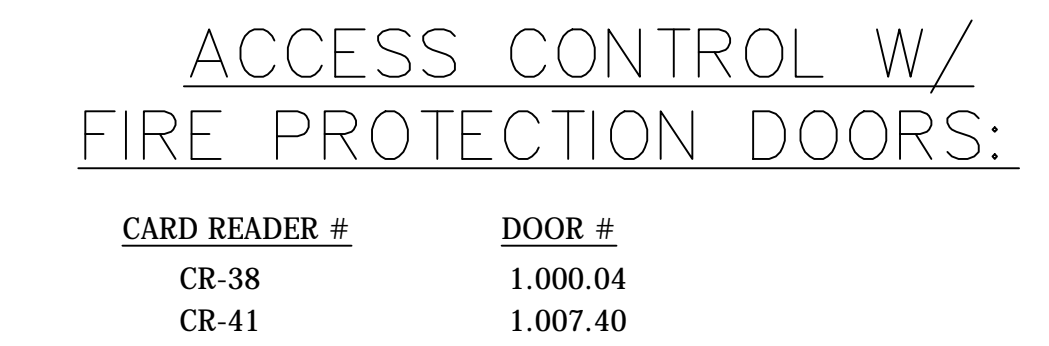 ACCESS CONTROL W/
FIRE PROTECTION DOORS:
CARD READER # DOOR #
CR-38 1.000.04
CR-41 1.007.40